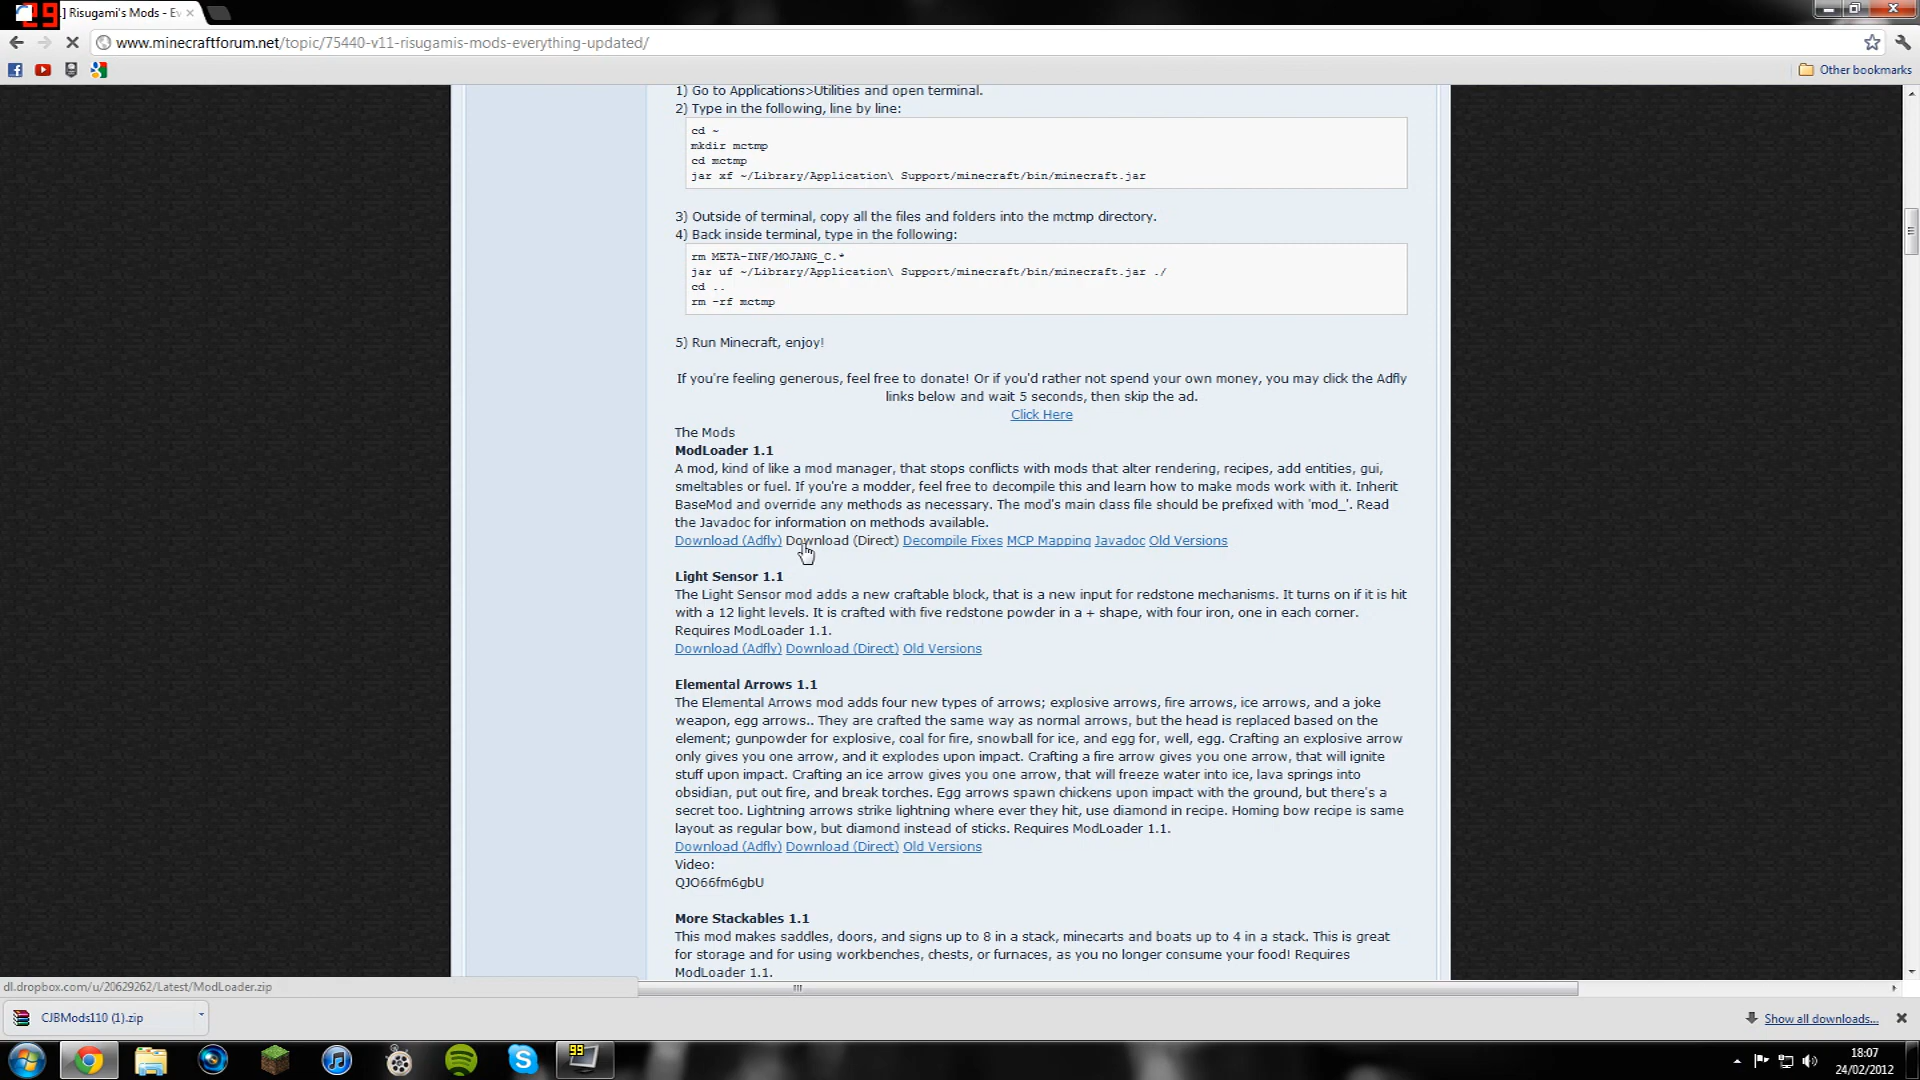 29
] Risugami's Mods - Ev
www.minecraftforum.net/topic/75440-v11-risugamis-mods-everything-updated/
Other bookmarks
1) Go to Applications>Utilities and open terminal.
2) Type in the following, line by line:
cd ~
mkdir mctmp
cd mctmp
jar xf ~/Library/Application\ Support/minecraft/bin/minecraft.jar
3) Outside of terminal, copy all the files and folders into the mctmp directory.
4) Back inside terminal, type in the following:
rm META-INF/MOJANG_C.*
jar uf ~/Library/Application\ Support/minecraft/bin/minecraft.jar ./
cd ..
rm -rf mctmp
5) Run Minecraft, enjoy!
If you're feeling generous, feel free to donate! Or if you'd rather not spend your own money, you may click the Adfly
links below and wait 5 seconds, then skip the ad.
Click Here
The Mods
ModLoader 1.1
A mod, kind of like a mod manager, that stops conflicts with mods that alter rendering, recipes, add entities, gui,
smeltables or fuel. If you're a modder, feel free to decompile this and learn how to make mods work with it. Inherit
BaseMod and override any methods as necessary. The mod's main class file should be prefixed with 'mod_'. Read
the Javadoc for information on methods available.
Download (Adfly) Download (Direct) Decompile Fixes MCP Mapping Javadoc Old Versions
Light Sensor 1.1
The Light Sensor mod adds a new craftable block, that is a new input for redstone mechanisms. It turns on if it is hit
with a 12 light levels. It is crafted with five redstone powder in a + shape, with four iron, one in each corner.
Requires ModLoader 1.1.
Download (Adfly) Download (Direct) Old Versions
Elemental Arrows 1.1
The Elemental Arrows mod adds four new types of arrows; explosive arrows, fire arrows, ice arrows, and a joke
weapon, egg arrows.. They are crafted the same way as normal arrows, but the head is replaced based on the
element; gunpowder for explosive, coal for fire, snowball for ice, and egg for, well, egg. Crafting an explosive arrow
only gives you one arrow, and it explodes upon impact. Crafting a fire arrow gives you one arrow, that will ignite
stuff upon impact. Crafting an ice arrow gives you one arrow, that will freeze water into ice, lava springs into
obsidian, put out fire, and break torches. Egg arrows spawn chickens upon impact with the ground, but there's a
secret too. Lightning arrows strike lightning where ever they hit, use diamond in recipe. Homing bow recipe is same
layout as regular bow, but diamond instead of sticks. Requires ModLoader 1.1.
Download (Adfly) Download (Direct) Old Versions
Video:
QJO66fm6gbU
More Stackables 1.1
This mod makes saddles, doors, and signs up to 8 in a stack, minecarts and boats up to 4 in a stack. This is great
for storage and for using workbenches, chests, or furnaces, as you no longer consume your food! Requires
ModLoader 1.1.
dl.dropbox.com/u/20629262/Latest/ModLoader.zip
CJBMods110 (1).zip
Show all downloads...
99
18:07
24/02/2012